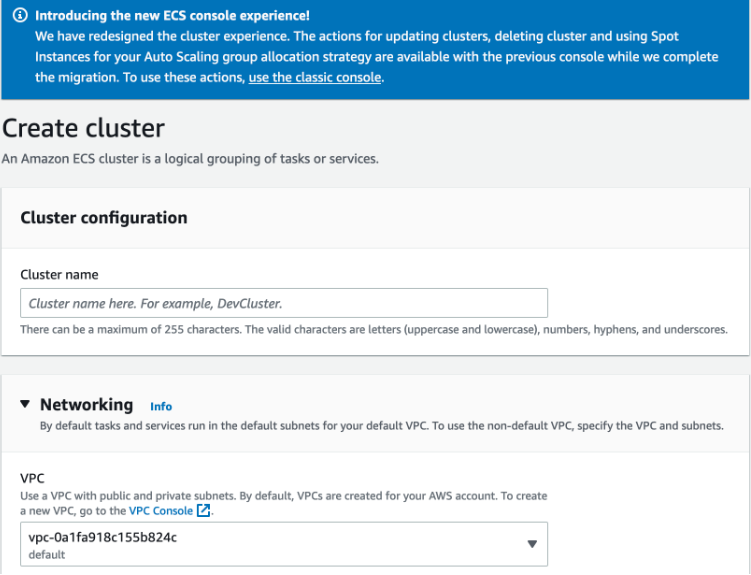 Introducing the new ECS console experience!
We have redesigned the cluster experience. The actions for updating clusters, deleting cluster and using Spot
Instances for your Auto Scaling group allocation strategy are available with the previous console while we complete
the migration. To use these actions, use the classic console.
Create cluster
An Amazon ECS cluster is a logical grouping of tasks or services.
Cluster configuration
Cluster name
Cluster name here. For example, DevCluster.
There can be a maximum of 255 characters. The valid characters are letters (uppercase and lowercase), numbers, hyphens, and underscores.
Networking Info
By default tasks and services run in the default subnets for your default VPC. To use the non-default VPC, specify the VPC and subnets.
VPC
Use a VPC with public and private subnets. By default, VPCs are created for your AWS account. To create
a new VPC, go to the VPC Console.
vpc-0a1fa918c155b824c
default